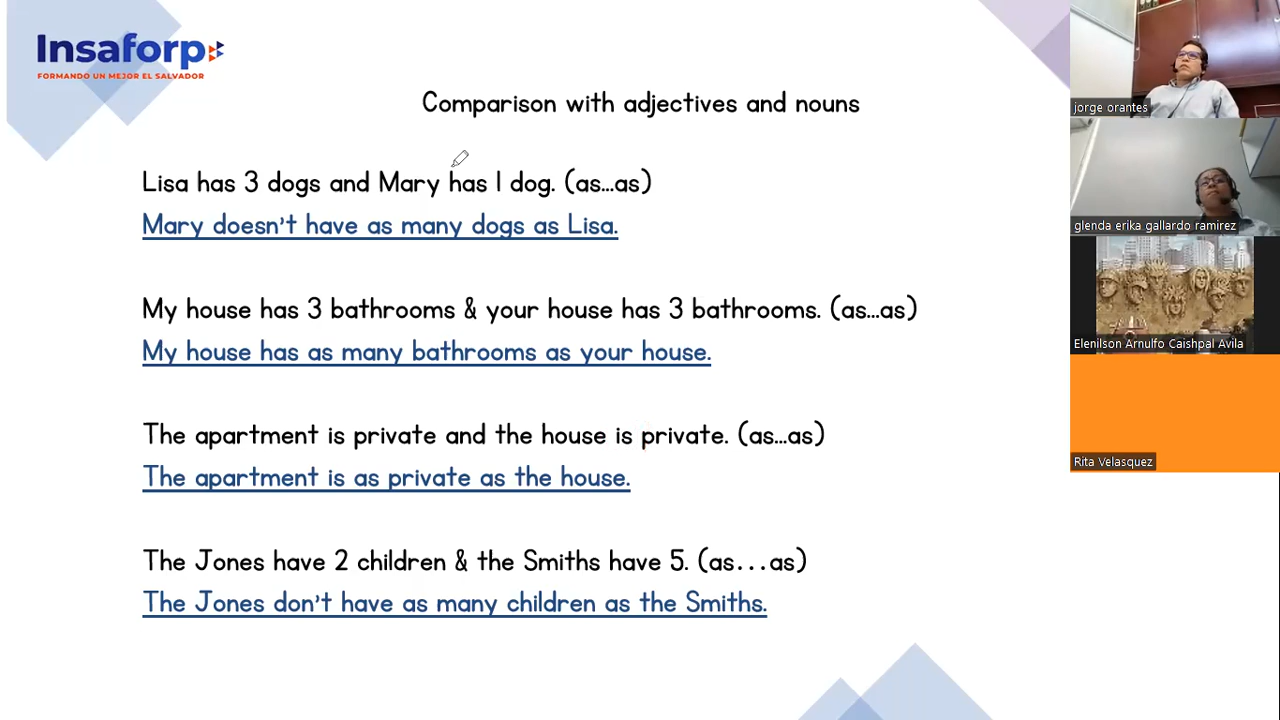 Insaforp
FORMANDO UN MEJOR EL SALVADOR
Comparison with adjectives and nouns
Lisa has 3 dogs and Mary has 1 dog. (as...as)
Mary doesn't have as many dogs as Lisa.
My house has 3 bathrooms & your house has 3 bathrooms. (as...as)
My house has as many bathrooms as your house.
The apartment is private and the house is private. (as...as)
The apartment is as private as the house.
The Jones have 2 children & the Smiths have 5. (as...as)
The Jones don't have as many children as the Smiths.
jorge orantes
glenda erika gallardo ramirez
Elenilson Arnulfo Caishpal Avila
Rita Velasquez